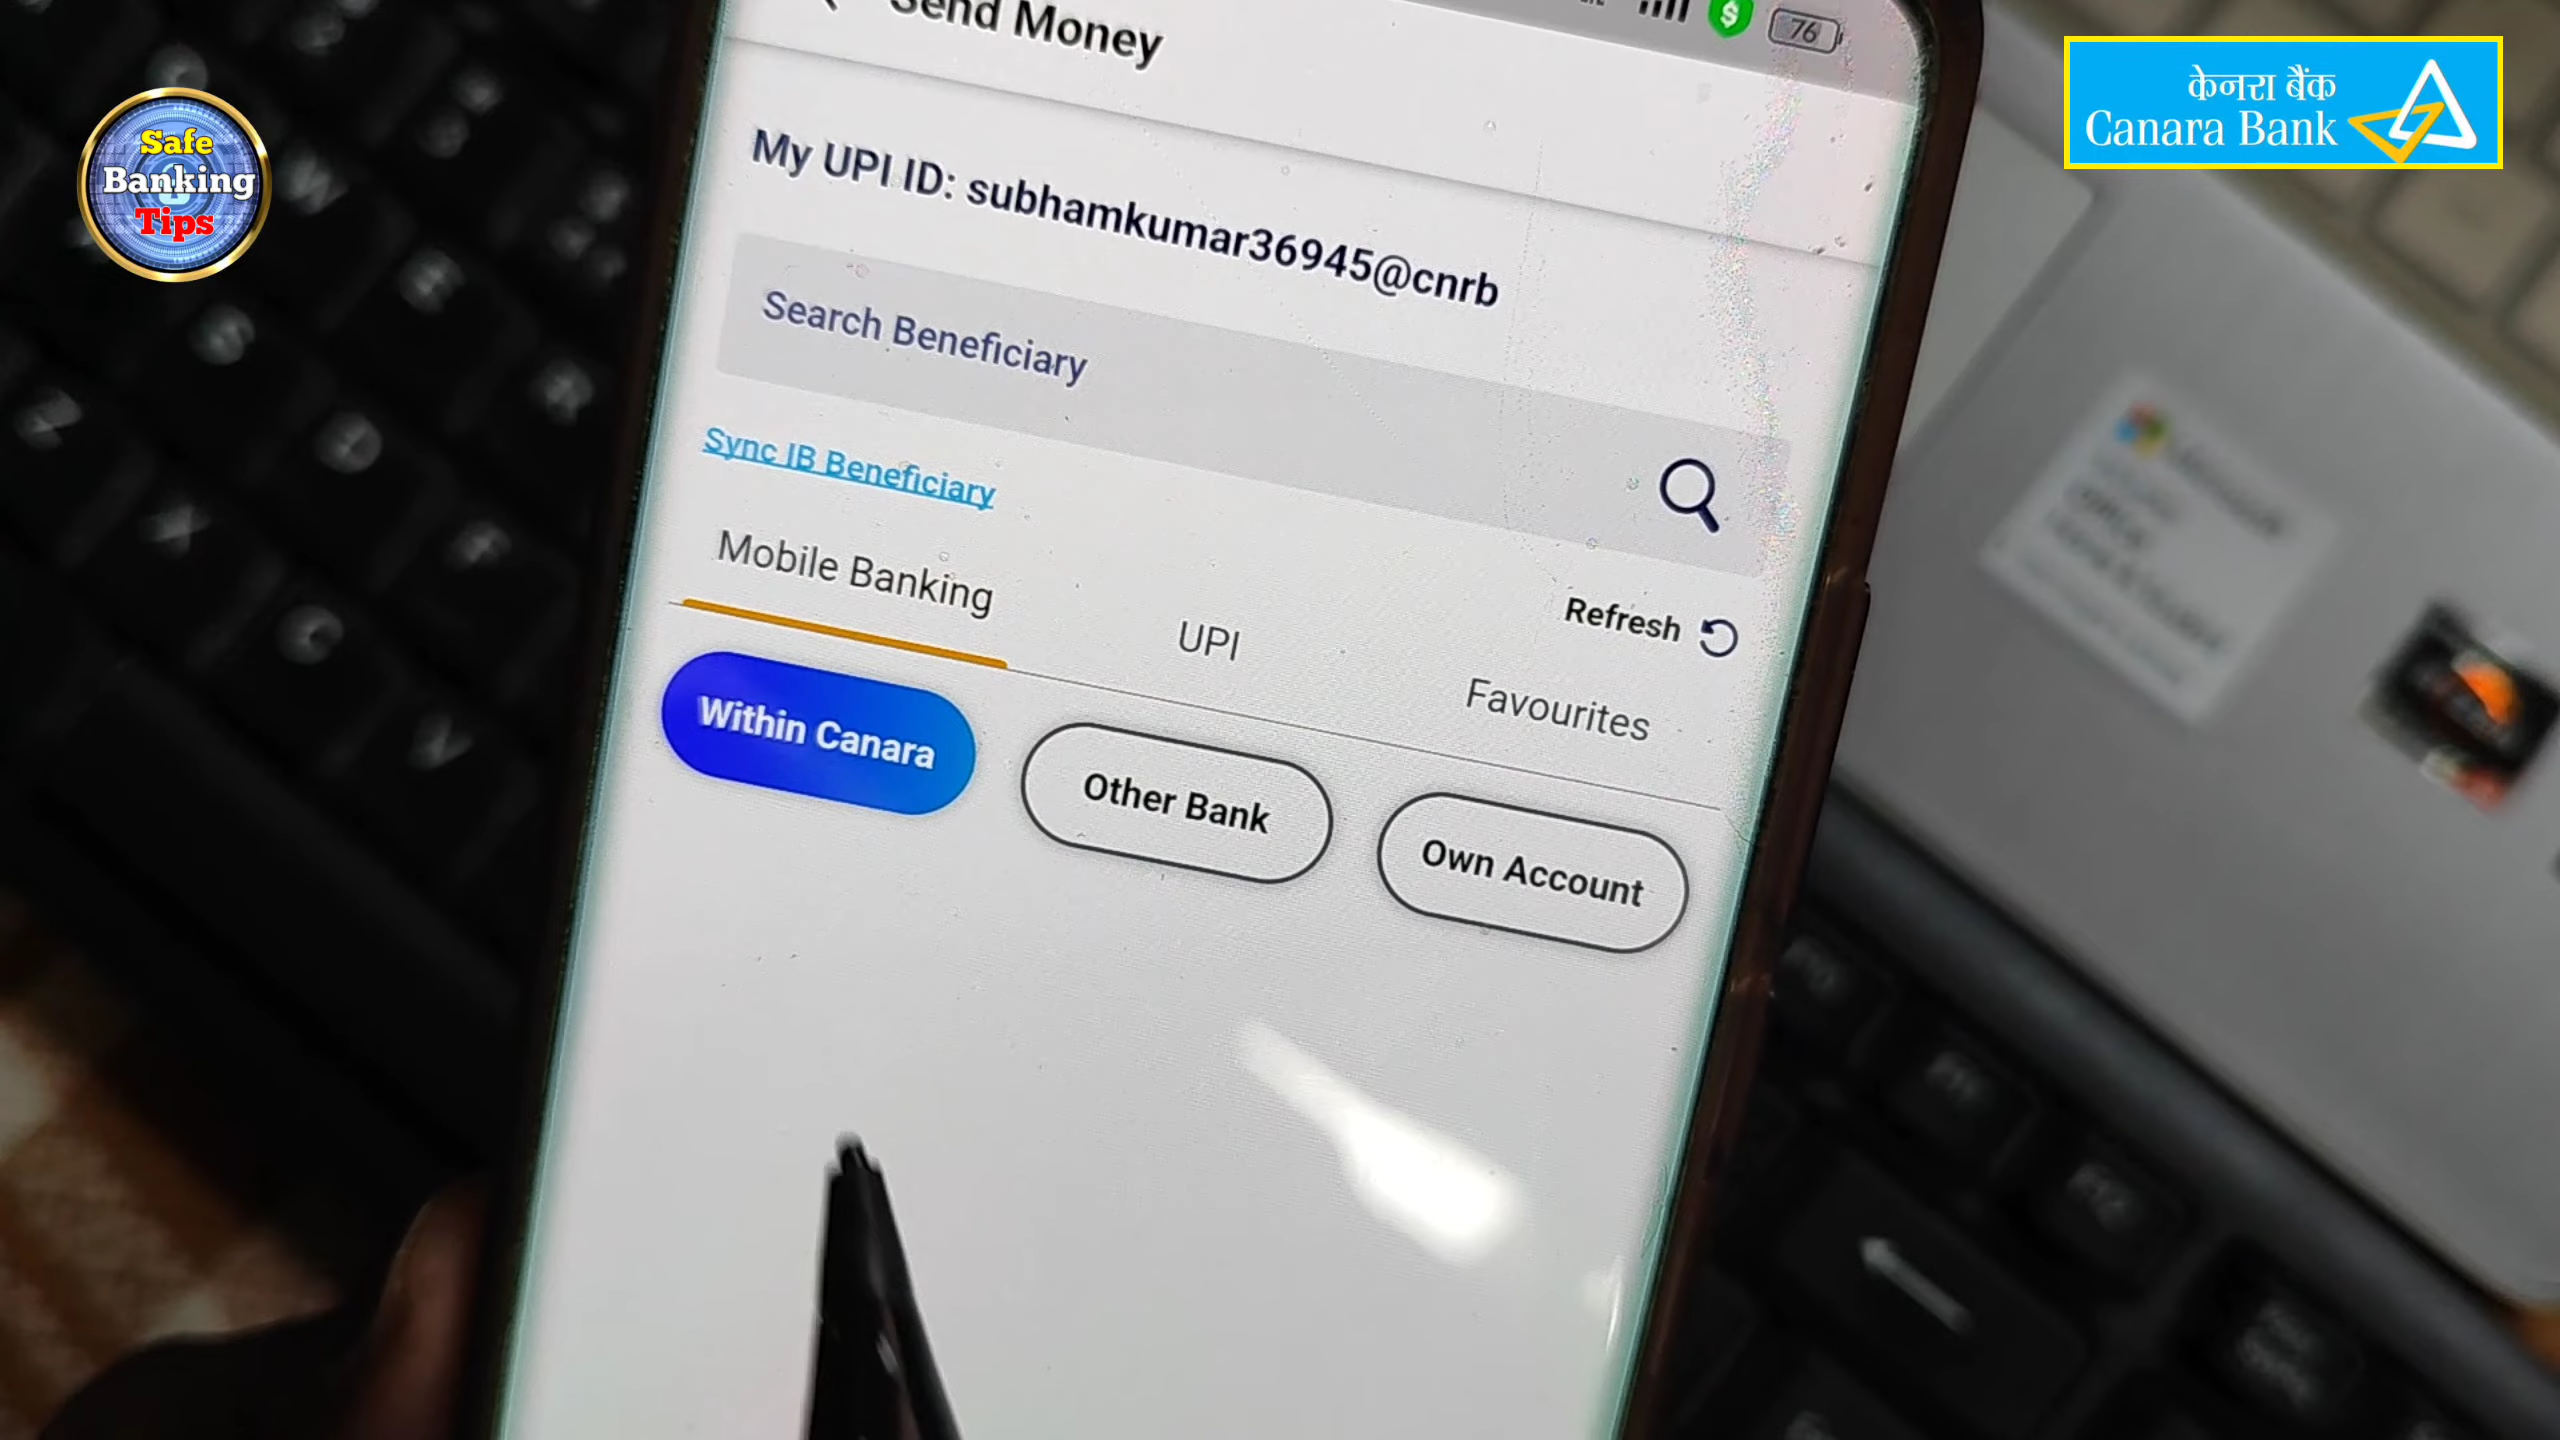 Send Money
76
Safe
Banking
Tips
केनरा बैंक
Canara Bank
My UPI ID: subhamkumar36945@cnrb
Search Beneficiary
Sync IB Beneficiary
Refresh
Mobile Banking
UPI
Favourites
Within Canara
Other Bank
Own Account